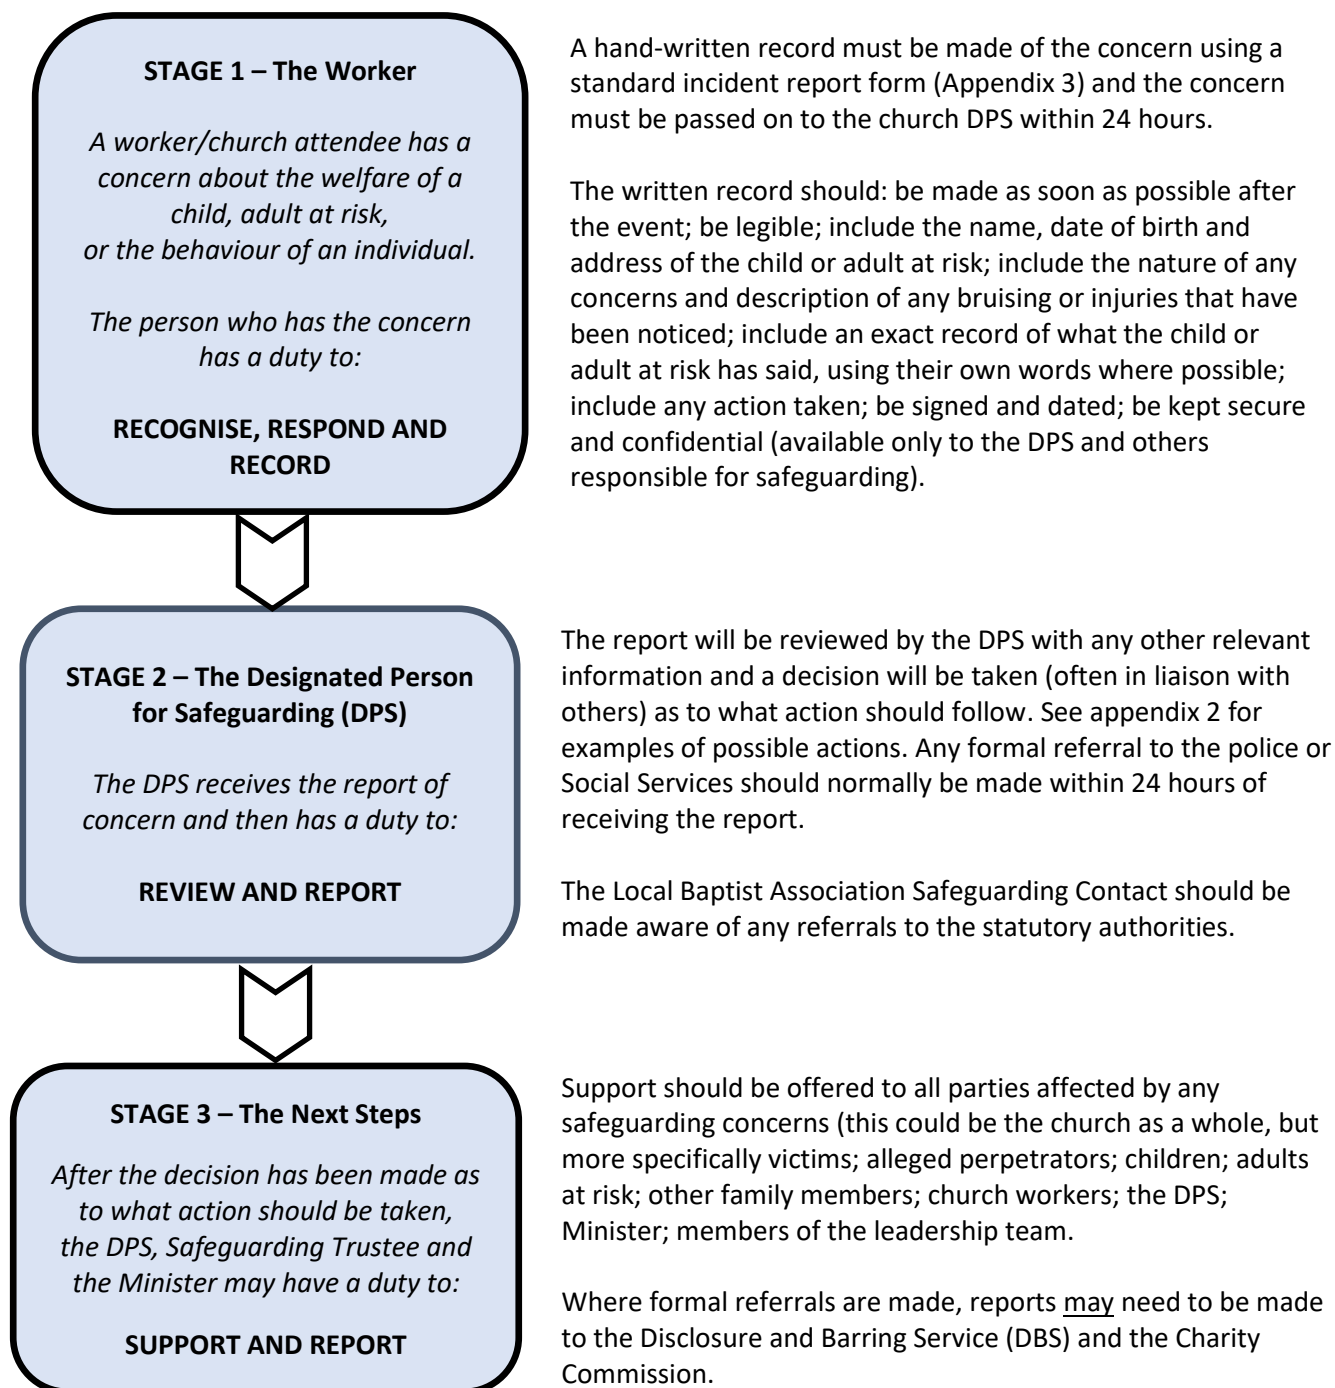 STAGE 1 – The Worker
A worker/church attendee has a
concern about the welfare of a
child, adult at risk,
or the behaviour of an individual.
The person who has the concern
has a duty to:
RECOGNISE, RESPOND AND
RECORD
A hand-written record must be made of the concern using a
standard incident report form (Appendix 3) and the concern
must be passed on to the church DPS within 24 hours.
The written record should: be made as soon as possible after
the event; be legible; include the name, date of birth and
address of the child or adult at risk; include the nature of any
concerns and description of any bruising or injuries that have
been noticed; include an exact record of what the child or
adult at risk has said, using their own words where possible;
include any action taken; be signed and dated; be kept secure
and confidential (available only to the DPS and others
responsible for safeguarding).
STAGE 2 – The Designated Person
for Safeguarding (DPS)
The DPS receives the report of
concern and then has a duty to:
REVIEW AND REPORT
The report will be reviewed by the DPS with any other relevant
information and a decision will be taken (often in liaison with
others) as to what action should follow. See appendix 2 for
examples of possible actions. Any formal referral to the police or
Social Services should normally be made within 24 hours of
receiving the report.
The Local Baptist Association Safeguarding Contact should be
made aware of any referrals to the statutory authorities.
STAGE 3 – The Next Steps
After the decision has been made as
to what action should be taken,
the DPS, Safeguarding Trustee and
the Minister may have a duty to:
SUPPORT AND REPORT
Support should be offered to all parties affected by any
safeguarding concerns (this could be the church as a whole, but
more specifically victims; alleged perpetrators; children; adults
at risk; other family members; church workers; the DPS;
Minister; members of the leadership team.
Where formal referrals are made, reports may need to be made
to the Disclosure and Barring Service (DBS) and the Charity
Commission.